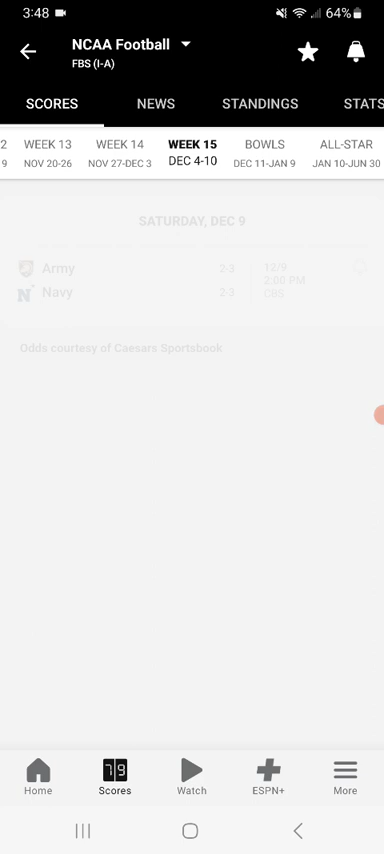 3:48 64%
NCAA Football
FBS (I-A)
SCORES NEWS STANDINGS STATS
2 WEEK 13 WEEK 14 WEEK 15 BOWLS ALL-STAR
9 NOV 20-26 NOV 27-DEC 3 DEC 4-10 DEC 11-JAN 9 JAN 10-JUN 30
SATURDAY, DEC 9
Army 2-3 12/9
2:00 PM
Navy 2-3 CBS
Odds courtesy of Caesars Sportsbook
79
Home Scores Watch ESPN+ More